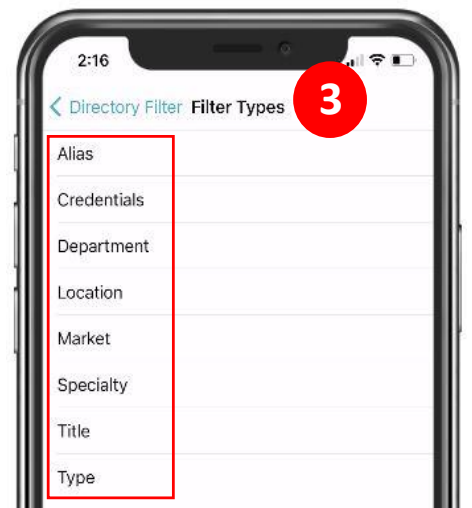 2:16
Directory Filter Filter Types
3
Alias
Credentials
Department
Location
Market
Specialty
Title
Type